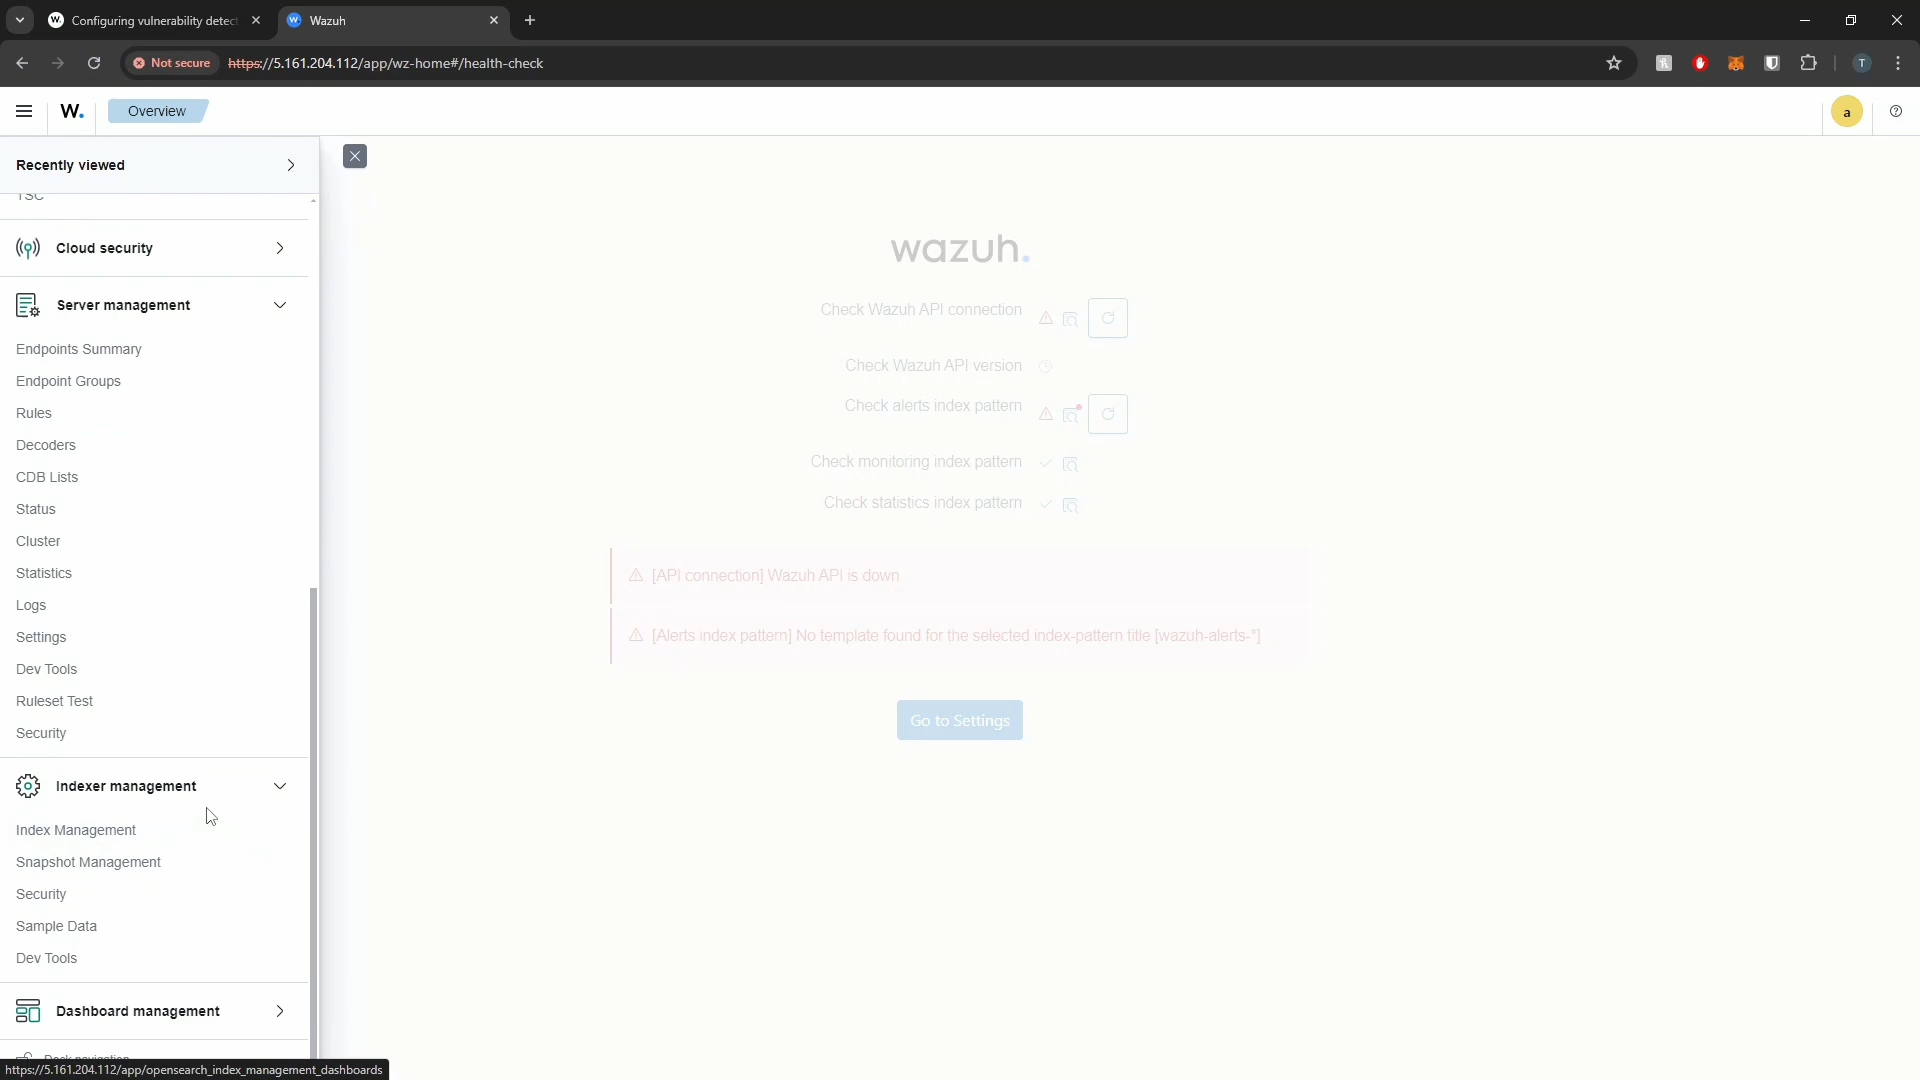 Configuring vulnerability detec
Wazuh
Not secure
https://5.161.204.112/app/wz-home#/health-check
T
W.
Overview
a
Recently viewed
TSC
Cloud security
Server management
Endpoints Summary
Endpoint Groups
Rules
Decoders
CDB Lists
Status
Cluster
Statistics
Logs
Settings
Dev Tools
Ruleset Test
Security
Indexer management
Index Management
Snapshot Management
Security
Sample Data
Dev Tools
Dashboard management
Dock navigation
https://5.161.204.112/app/opensearch_index_management_dashboards
wazuh.
Check Wazuh API connection
Check Wazuh API version
Check alerts index pattern
Check monitoring index pattern
Check statistics index pattern
[API connection] Wazuh API is down
[Alerts index pattern] No template found for the selected index-pattern title [wazuh-alerts-*]
Go to Settings